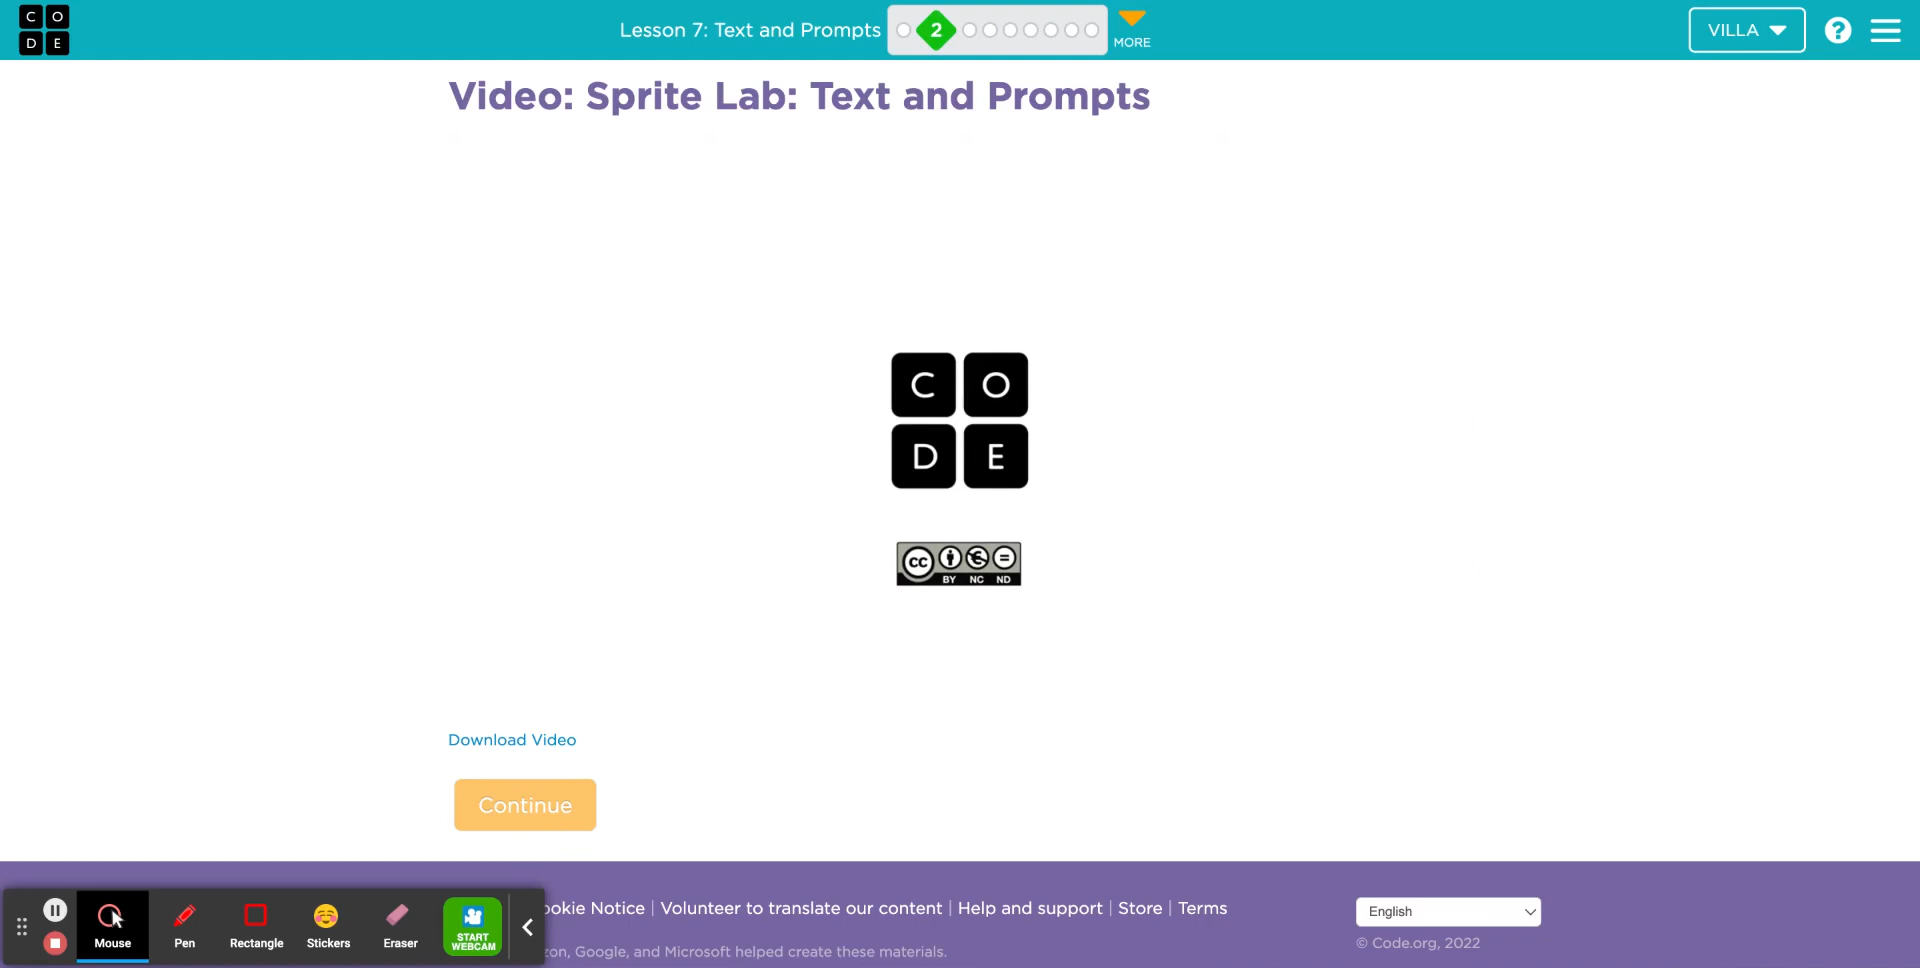 C O
D E
Lesson 7: Text and Prompts
2
MORE
VILLA
?
Video: Sprite Lab: Text and Prompts
C O
D E
cc
BY NC ND
Download Video
Continue
ookie Notice | Volunteer to translate our content | Help and support | Store | Terms
English
© Code.org, 2022
zon, Google, and Microsoft helped create these materials.
Mouse
Pen
Rectangle
Stickers
Eraser
START
WEBCAM